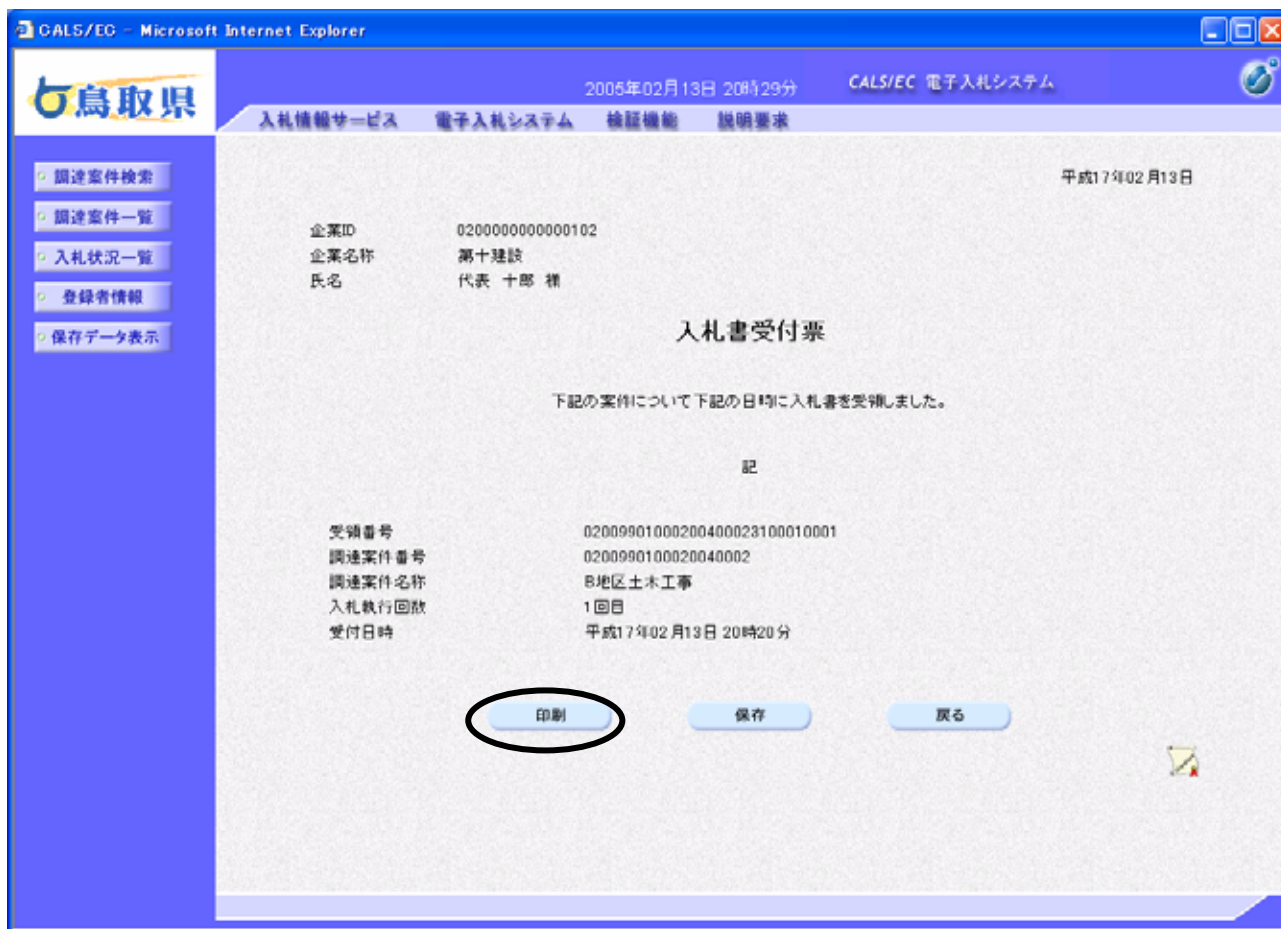 CALS/EC - Microsoft Internet Explorer
鳥取県
2005年02月13日 20時29分
CALS/EC 電子入札システム
入札情報サービス 電子入札システム 検証機能 説明要求
調達案件検索
調達案件一覧
入札状況一覧
登録者情報
保存データ表示
平成17年02月13日
企業ID 0200000000000102
企業名称 第十建設
氏名 代表 十郎 様
入札書受付票
下記の案件について下記の日時に入札書を受領しました。
記
受領番号 02009901000200400023100010001
調達案件番号 0200990100020040002
調達案件名称 B地区土木工事
入札執行回数 1回目
受付日時 平成17年02月13日 20時20分
印刷 保存 戻る